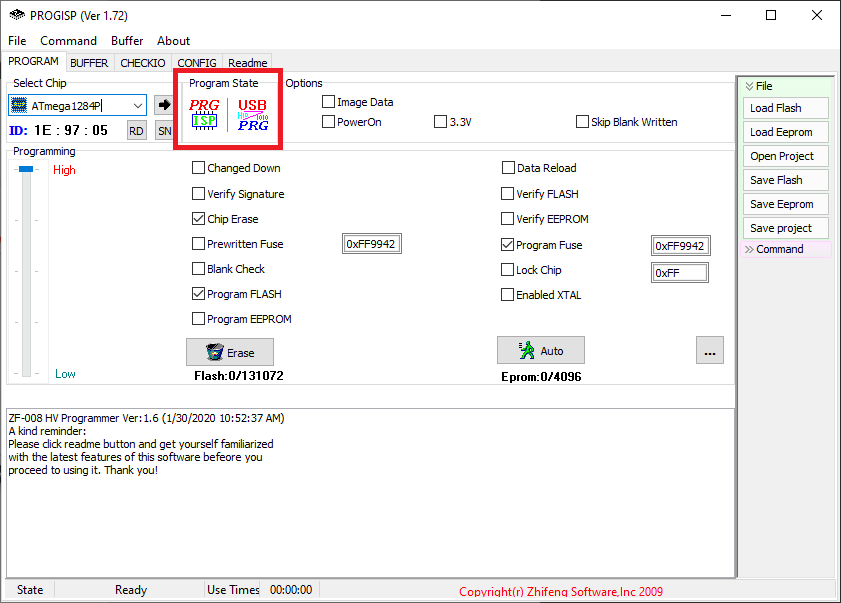 PROGISP (Ver 1.72)
File Command Buffer About
PROGRAM BUFFER CHECKIO CONFIG Readme
Select Chip
ATmega1284P
ID: 1E : 97 : 05 RD SN
Program State
PRG ISP
USB PRG
Options
Image Data
PowerOn 3.3V Skip Blank Written
Programming
High
Low
Changed Down
Verify Signature
Chip Erase
Prewritten Fuse 0xFF9942
Blank Check
Program FLASH
Program EEPROM
Erase
Flash:0/131072
Data Reload
Verify FLASH
Verify EEPROM
Program Fuse 0xFF9942
Lock Chip 0xFF
Enabled XTAL
Auto
...
Eprom:0/4096
File
Load Flash
Load Eeprom
Open Project
Save Flash
Save Eeprom
Save project
Command
ZF-008 HV Programmer Ver:1.6 (1/30/2020 10:52:37 AM)
A kind reminder:
Please click readme button and get yourself familiarized
with the latest features of this software befeore you
proceed to using it. Thank you!
State Ready Use Times 00:00:00 Copyright(r) Zhifeng Software,Inc 2009